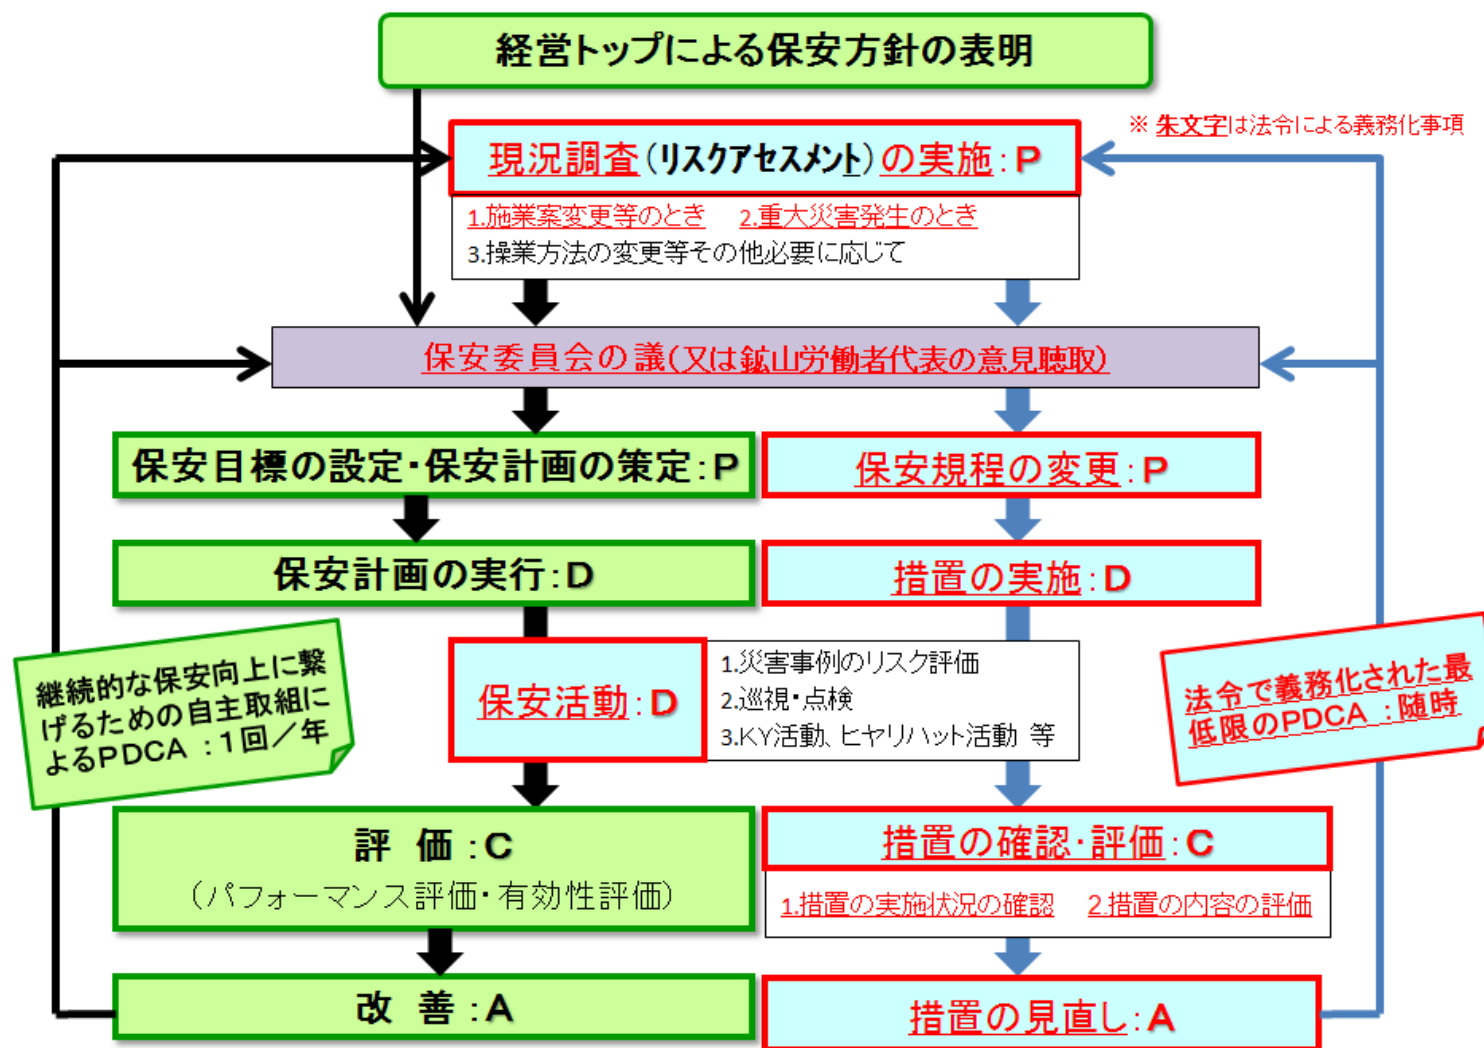 経営トップによる保安方針の表明
※ 朱文字は法令による義務化事項
現況調査(リスクアセスメント)の実施:P
1.施業案変更等のとき 2.重大災害発生のとき
3.操業方法の変更等その他必要に応じて
保安委員会の議(又は鉱山労働者代表の意見聴取)
保安目標の設定・保安計画の策定:P
保安規程の変更:P
保安計画の実行:D
措置の実施:D
継続的な保安向上に繋
げるための自主取組に
よるPDCA :1回/年
保安活動:D
1.災害事例のリスク評価
2.巡視・点検
3.KY活動、ヒヤリハット活動 等
法令で義務化された最
低限のPDCA :随時
評 価 :C
(パフォーマンス評価・有効性評価)
措置の確認・評価:C
1.措置の実施状況の確認 2.措置の内容の評価
改 善:A
措置の見直し:A